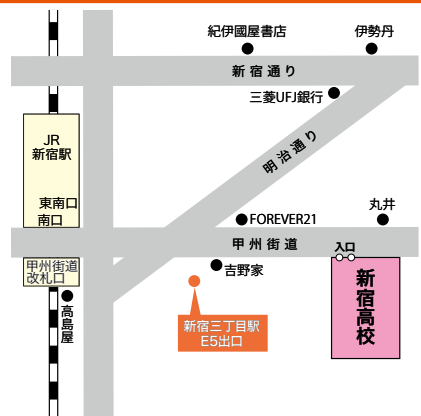 紀伊國屋書店
伊勢丹
新宿通り
三菱UFJ銀行
JR
新宿駅
明治通り
東南口
南口
丸井
FOREVER21
甲州街道
入口
甲州街道
改札口
吉野家
新宿高校
高島屋
新宿三丁目駅
E5出口